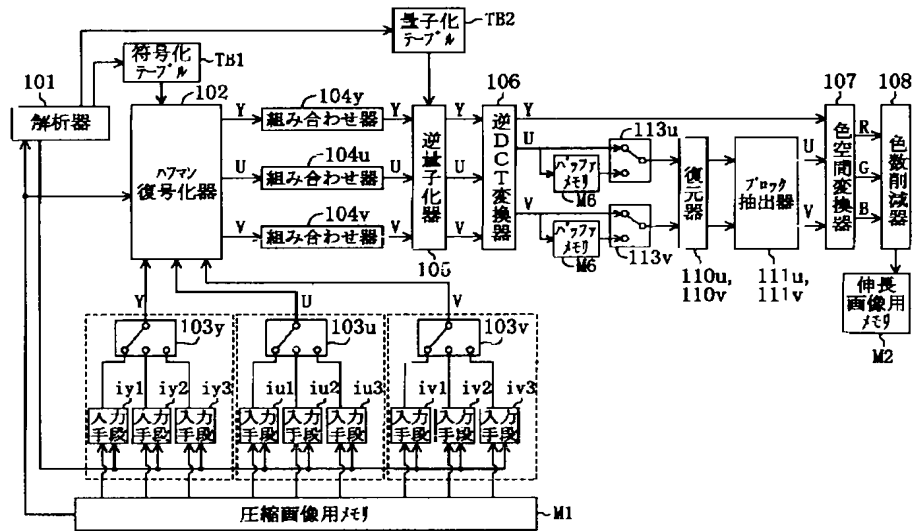 量子化
テーブル
TB2
符号化
テーブル
TB1
101
解析器
102
ハフマン
復号化器
Y
U
V
104y
組み合わせ器
Y
104u
組み合わせ器
U
104v
組み合わせ器
V
逆量子化器
105
Y
U
V
106
逆DCT変換器
Y
U
V
バッファ
メモリ
M6
バッファ
メモリ
M6
113u
113v
復元器
110u,
110v
ブロック
抽出器
111u,
111v
U
V
107
色空間変換器
R
G
B
108
色数削減器
伸長
画像用
メモリ
M2
Y
U
V
103y
103u
103v
iy1
iy2
iy3
iu1
iu2
iu3
iv1
iv2
iv3
入力
手段
入力
手段
入力
手段
入力
手段
入力
手段
入力
手段
入力
手段
入力
手段
入力
手段
圧縮画像用メモリ
M1